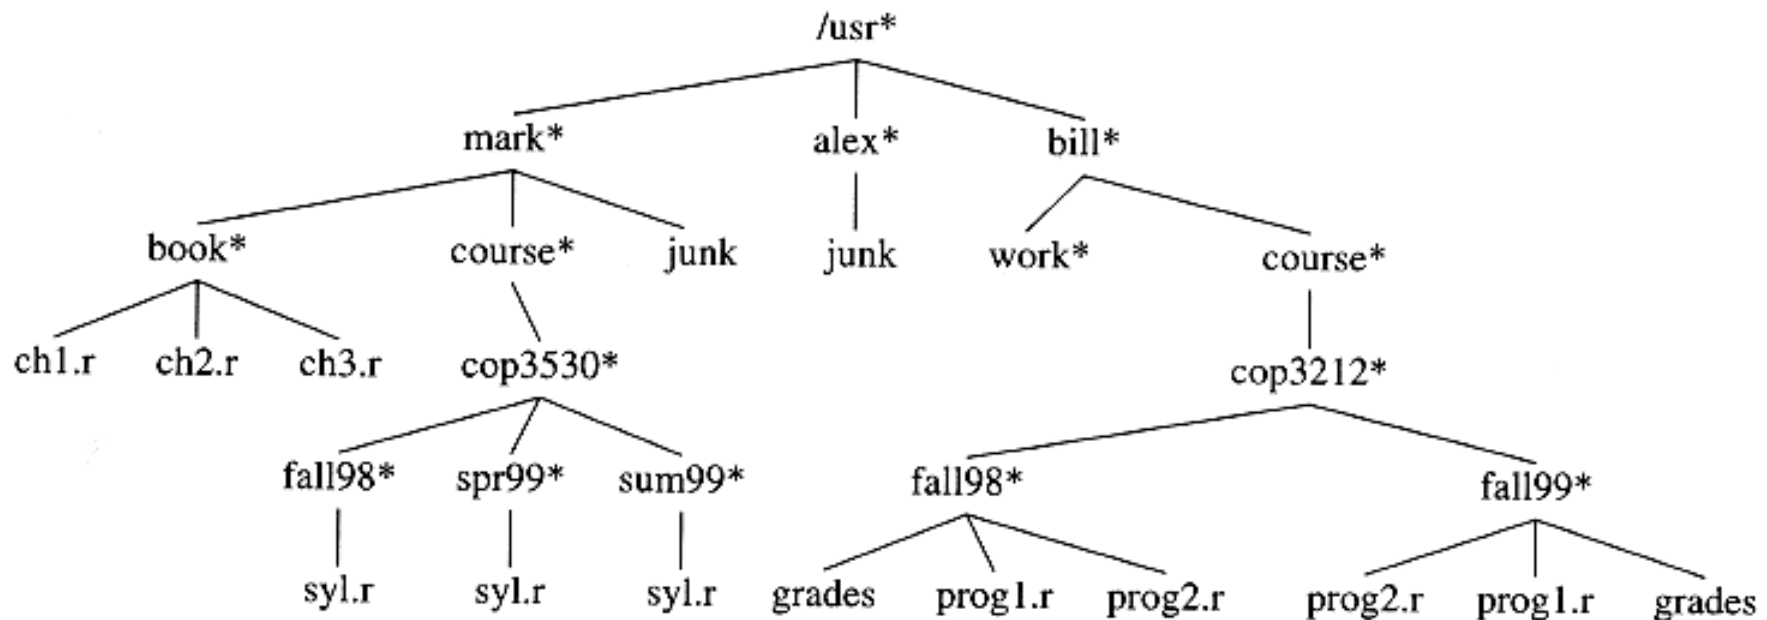 /usr*
mark* alex* bill*
book* course* junk junk work* course*
ch1.r ch2.r ch3.r cop3530* cop3212*
fall98* spr99* sum99* fall98* fall99*
syl.r syl.r syl.r grades prog1.r prog2.r prog2.r prog1.r grades